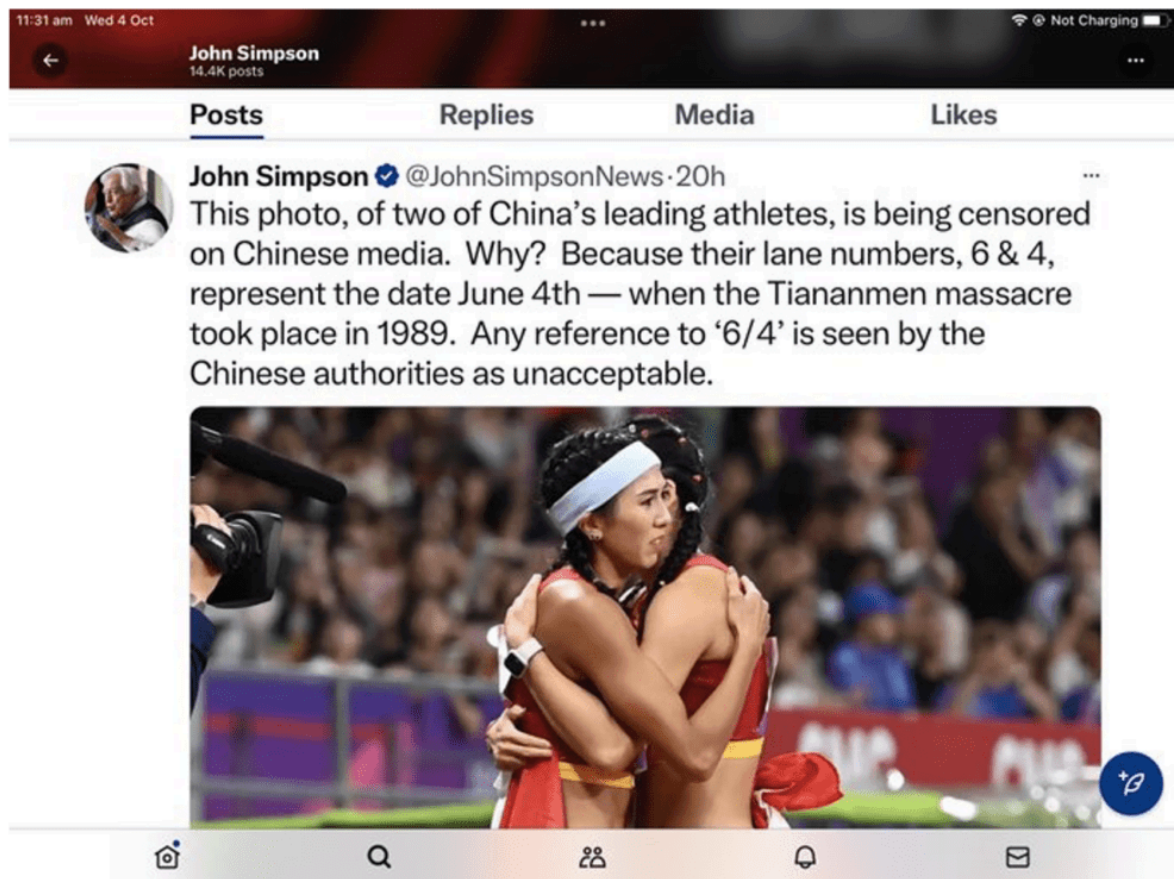 11:31 am Wed 4 Oct
Not Charging
John Simpson
14.4K posts
Posts Replies Media Likes
John Simpson @JohnSimpsonNews·20h
This photo, of two of China’s leading athletes, is being censored
on Chinese media.  Why?  Because their lane numbers, 6 & 4,
represent the date June 4th — when the Tiananmen massacre
took place in 1989.  Any reference to ‘6/4’ is seen by the
Chinese authorities as unacceptable.